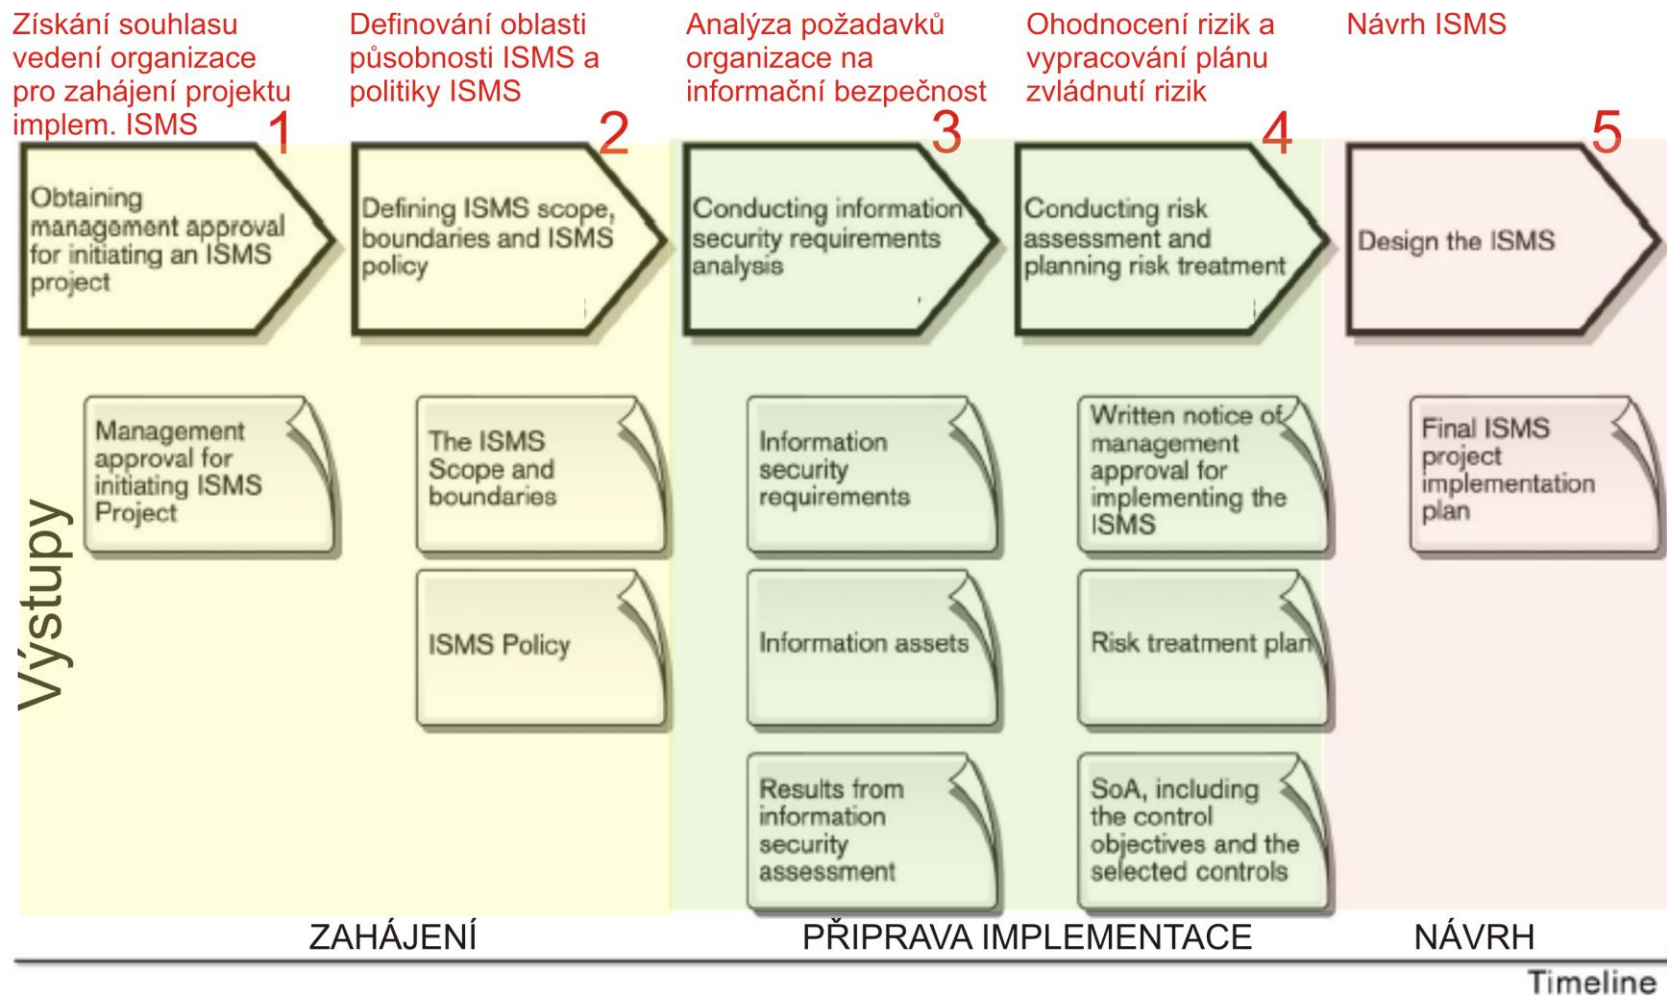 Získání souhlasu
vedení organizace
pro zahájení projektu
implem. ISMS
1
Definování oblasti
působnosti ISMS a
politiky ISMS
2
Analýza požadavků
organizace na
informační bezpečnost
3
Ohodnocení rizik a
vypracování plánu
zvládnutí rizik
4
Návrh ISMS
5
Obtaining
management approval
for initiating an ISMS
project
Defining ISMS scope,
boundaries and ISMS
policy
Conducting information
security requirements
analysis
Conducting risk
assessment and
planning risk treatment
Design the ISMS
Výstupy
Management
approval for
initiating ISMS
Project
The ISMS
Scope and
boundaries
Information
security
requirements
Written notice of
management
approval for
implementing the
ISMS
Final ISMS
project
implementation
plan
ISMS Policy
Information assets
Risk treatment plan
Results from
information
security
assessment
SoA, including
the control
objectives and the
selected controls
ZAHÁJENÍ
PŘIPRAVA IMPLEMENTACE
NÁVRH
Timeline